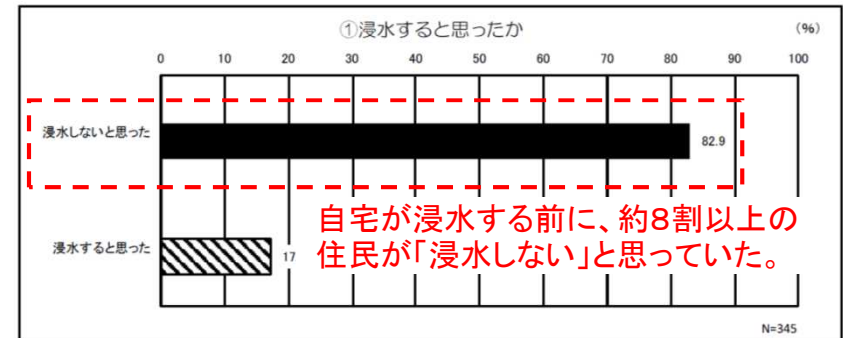 ①浸水すると思ったか
(%)
0 10 20 30 40 50 60 70 80 90 100
浸水しないと思った
82.9
自宅が浸水する前に、約8割以上の
住民が「浸水しない」と思っていた。
浸水すると思った
17
N=345